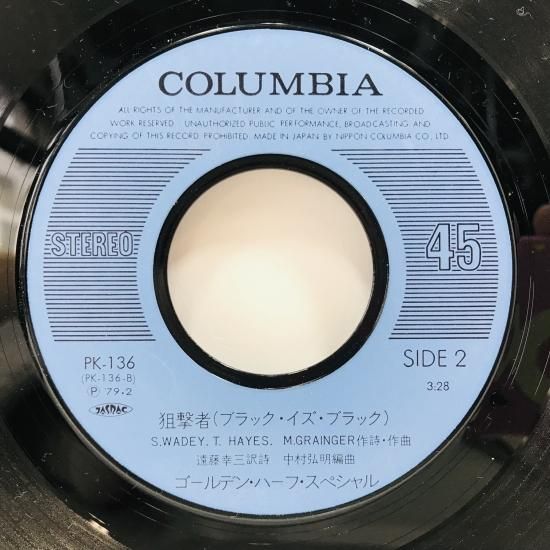 COLUMBIA
ALL RIGHTS OF THE MANUFACTURER AND OF THE OWNER OF THE RECORDED
WORK RESERVED. UNAUTHORIZED PUBLIC PERFORMANCE, BROADCASTING AND
COPYING OF THIS RECORD PROHIBITED. MADE IN JAPAN BY NIPPON COLUMBIA CO., LTD.
STEREO
45
PK-136
(PK-136-B)
Ⓟ 79・2
JASRAC
SIDE 2
3:28
狙撃者(ブラック・イズ・ブラック)
S.WADEY. T. HAYES. M.GRAINGER作詩・作曲
遠藤幸三訳詩 中村弘明編曲
ゴールデン・ハーフ・スペシャル